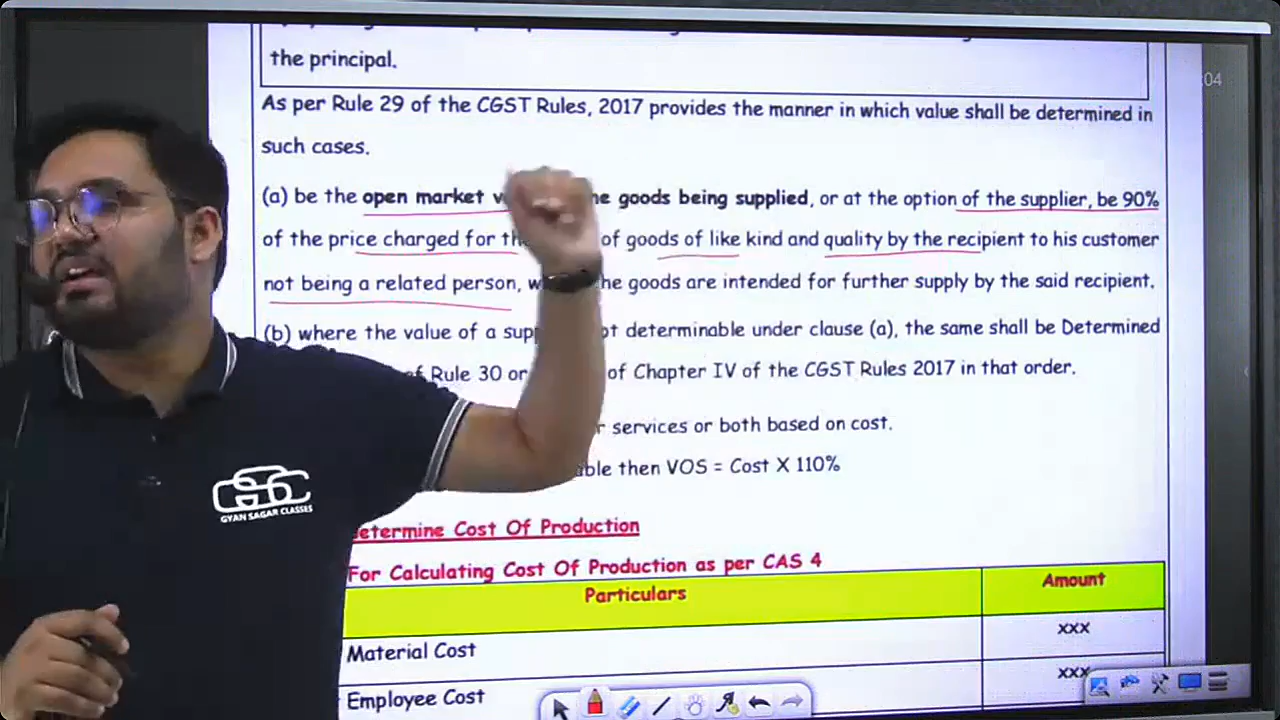 the principal.
04
As per Rule 29 of the CGST Rules, 2017 provides the manner in which value shall be determined in
such cases.
(a) be the open market v he goods being supplied, or at the option of the supplier, be 90%
of the price charged for th of goods of like kind and quality by the recipient to his customer
not being a related person, w he goods are intended for further supply by the said recipient.
(b) where the value of a sup ot determinable under clause (a), the same shall be Determined
of Rule 30 or of Chapter IV of the CGST Rules 2017 in that order.
r services or both based on cost.
able then VOS = Cost X 110%
etermine Cost Of Production
For Calculating Cost Of Production as per CAS 4
Particulars Amount
Material Cost xxx
Employee Cost xxx
GSC
GYAN SAGAR CLASSES